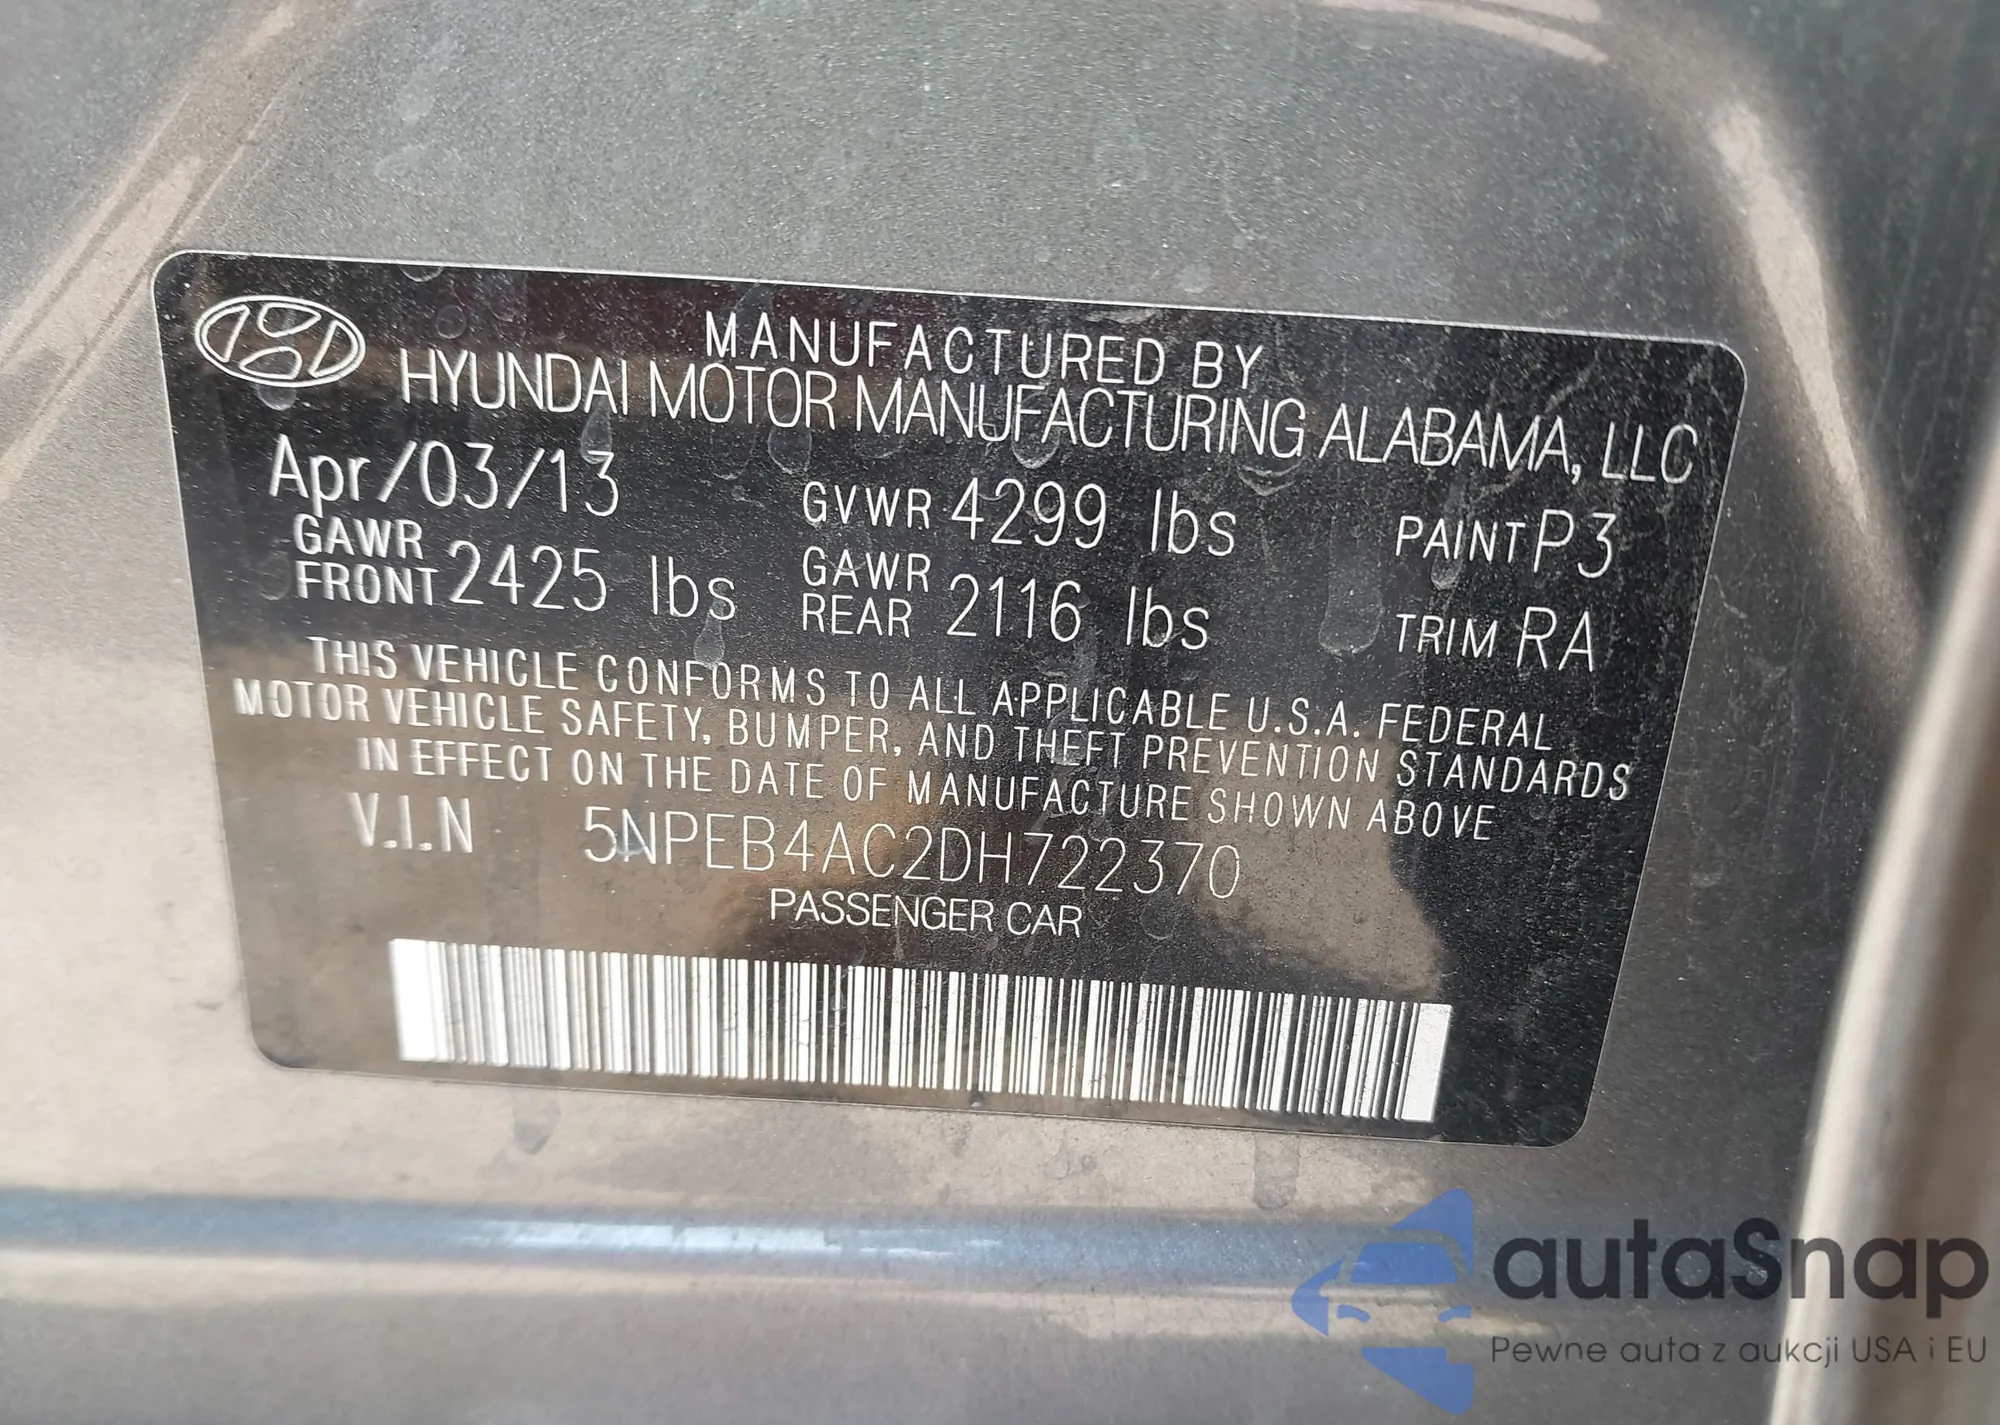 MANUFACTURED BY
HYUNDAI MOTOR MANUFACTURING ALABAMA, LLC
Apr/03/13 GVWR 4299 lbs PAINT P3
GAWR FRONT 2425 lbs GAWR REAR 2116 lbs TRIM RA
THIS VEHICLE CONFORMS TO ALL APPLICABLE U.S.A. FEDERAL
MOTOR VEHICLE SAFETY, BUMPER, AND THEFT PREVENTION STANDARDS
IN EFFECT ON THE DATE OF MANUFACTURE SHOWN ABOVE
V.I.N 5NPEB4AC2DH722370
PASSENGER CAR
autaSnap
Pewne auta z aukcji USA i EU